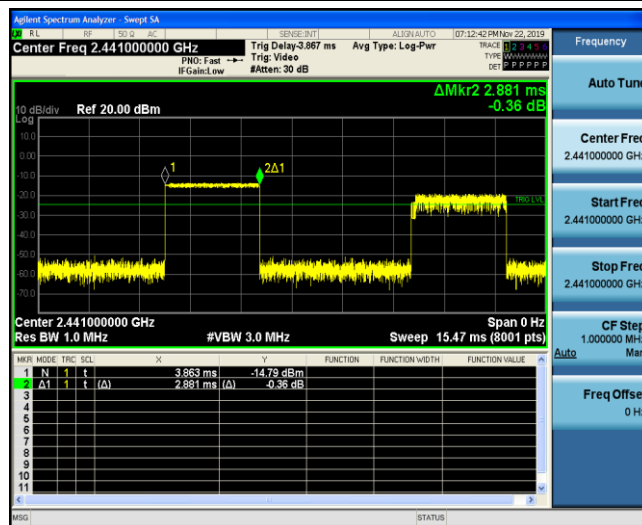 Agilent Spectrum Analyzer - Swept SA
RL RF 50 Ω AC SENSE:INT ALIGNAUTO 07:12:42 PM Nov 22, 2019
Center Freq 2.441000000 GHz
Trig Delay-3.867 ms Avg Type: Log-Pwr TRACE 1 2 3 4 5 6
PNO: Fast Trig: Video TYPE
IFGain:Low #Atten: 30 dB DET P P P P P P
ΔMkr2 2.881 ms
-0.36 dB
10 dB/div Ref 20.00 dBm
Log
10.0
0.00
-10.0
-20.0
-30.0
-40.0
-50.0
-60.0
-70.0
1
2Δ1
TRIG LVL
Center 2.441000000 GHz Span 0 Hz
Res BW 1.0 MHz #VBW 3.0 MHz Sweep 15.47 ms (8001 pts)
MKR MODE TRC SCL X Y FUNCTION FUNCTION WIDTH FUNCTION VALUE
1 N 1 t 3.863 ms -14.79 dBm
2 Δ1 1 t (Δ) 2.881 ms (Δ) -0.36 dB
3
4
5
6
7
8
9
10
11
MSG STATUS
Frequency
Auto Tune
Center Freq
2.441000000 GHz
Start Freq
2.441000000 GHz
Stop Freq
2.441000000 GHz
CF Step
1.000000 MHz
Auto Man
Freq Offset
0 Hz